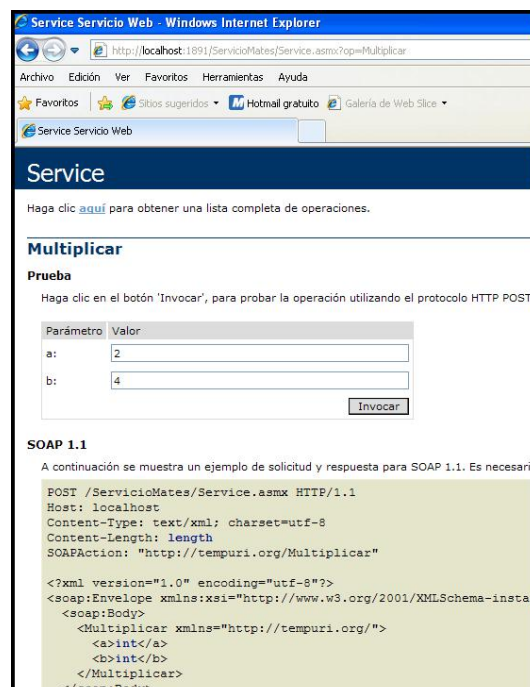 Service Servicio Web - Windows Internet Explorer
http://localhost:1891/ServicioMates/Service.asmx?op=Multiplicar
Archivo Edición Ver Favoritos Herramientas Ayuda
Favoritos Sitios sugeridos Hotmail gratuito Galería de Web Slice
Service Servicio Web
Service
Haga clic aquí para obtener una lista completa de operaciones.
Multiplicar
Prueba
Haga clic en el botón 'Invocar', para probar la operación utilizando el protocolo HTTP POST
Parámetro Valor
a: 2
b: 4
Invocar
SOAP 1.1
A continuación se muestra un ejemplo de solicitud y respuesta para SOAP 1.1. Es necesari
POST /ServicioMates/Service.asmx HTTP/1.1
Host: localhost
Content-Type: text/xml; charset=utf-8
Content-Length: length
SOAPAction: "http://tempuri.org/Multiplicar"
<?xml version="1.0" encoding="utf-8"?>
<soap:Envelope xmlns:xsi="http://www.w3.org/2001/XMLSchema-insta
<soap:Body>
<Multiplicar xmlns="http://tempuri.org/">
<a>int</a>
<b>int</b>
</Multiplicar>